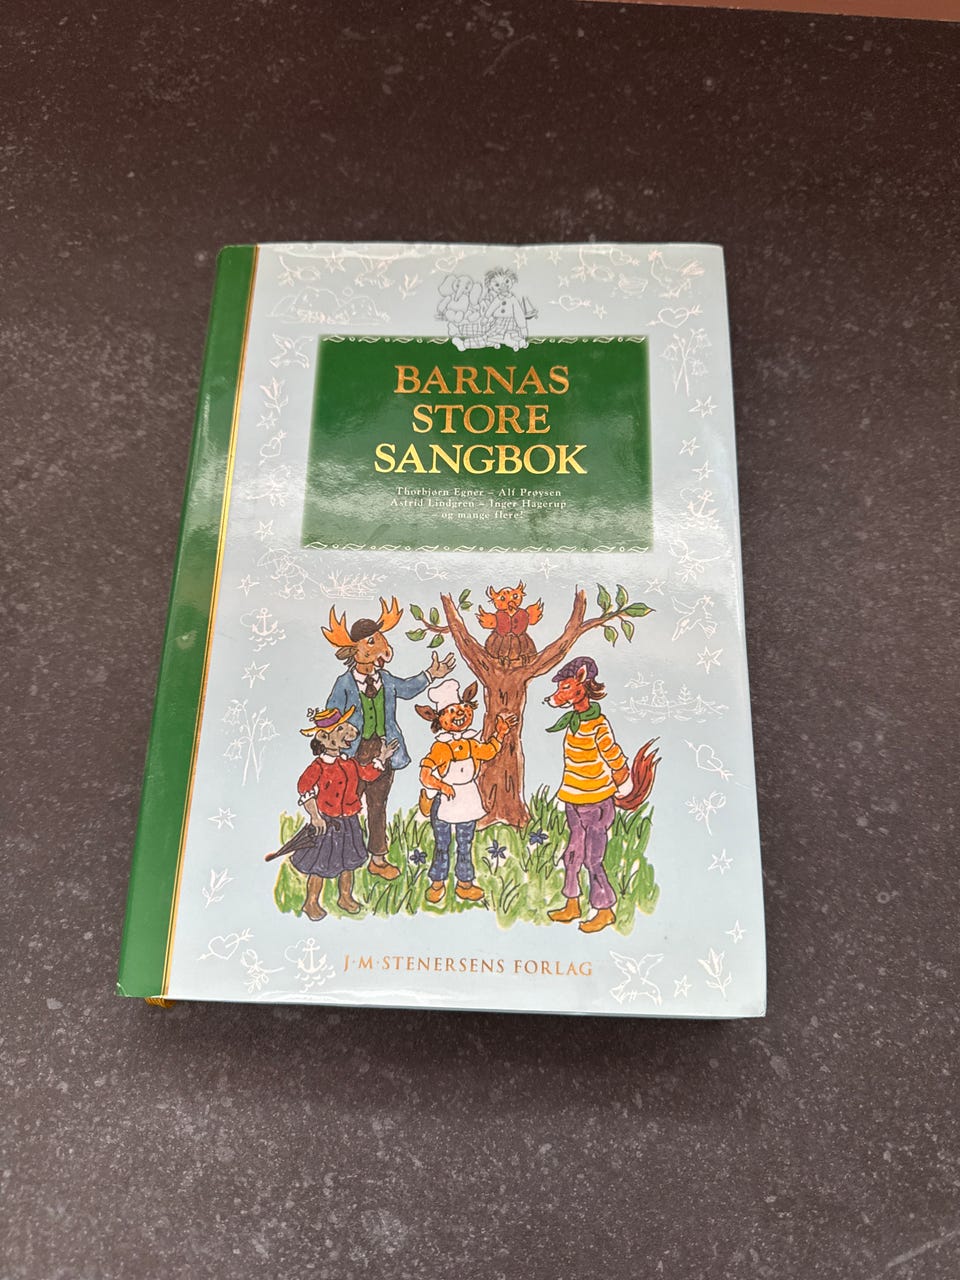 BARNAS
STORE
SANGBOK
Thorbjørn Egner – Alf Prøysen
Astrid Lindgren – Inger Hagerup
– og mange flere!
J·M·STENERSENS FORLAG